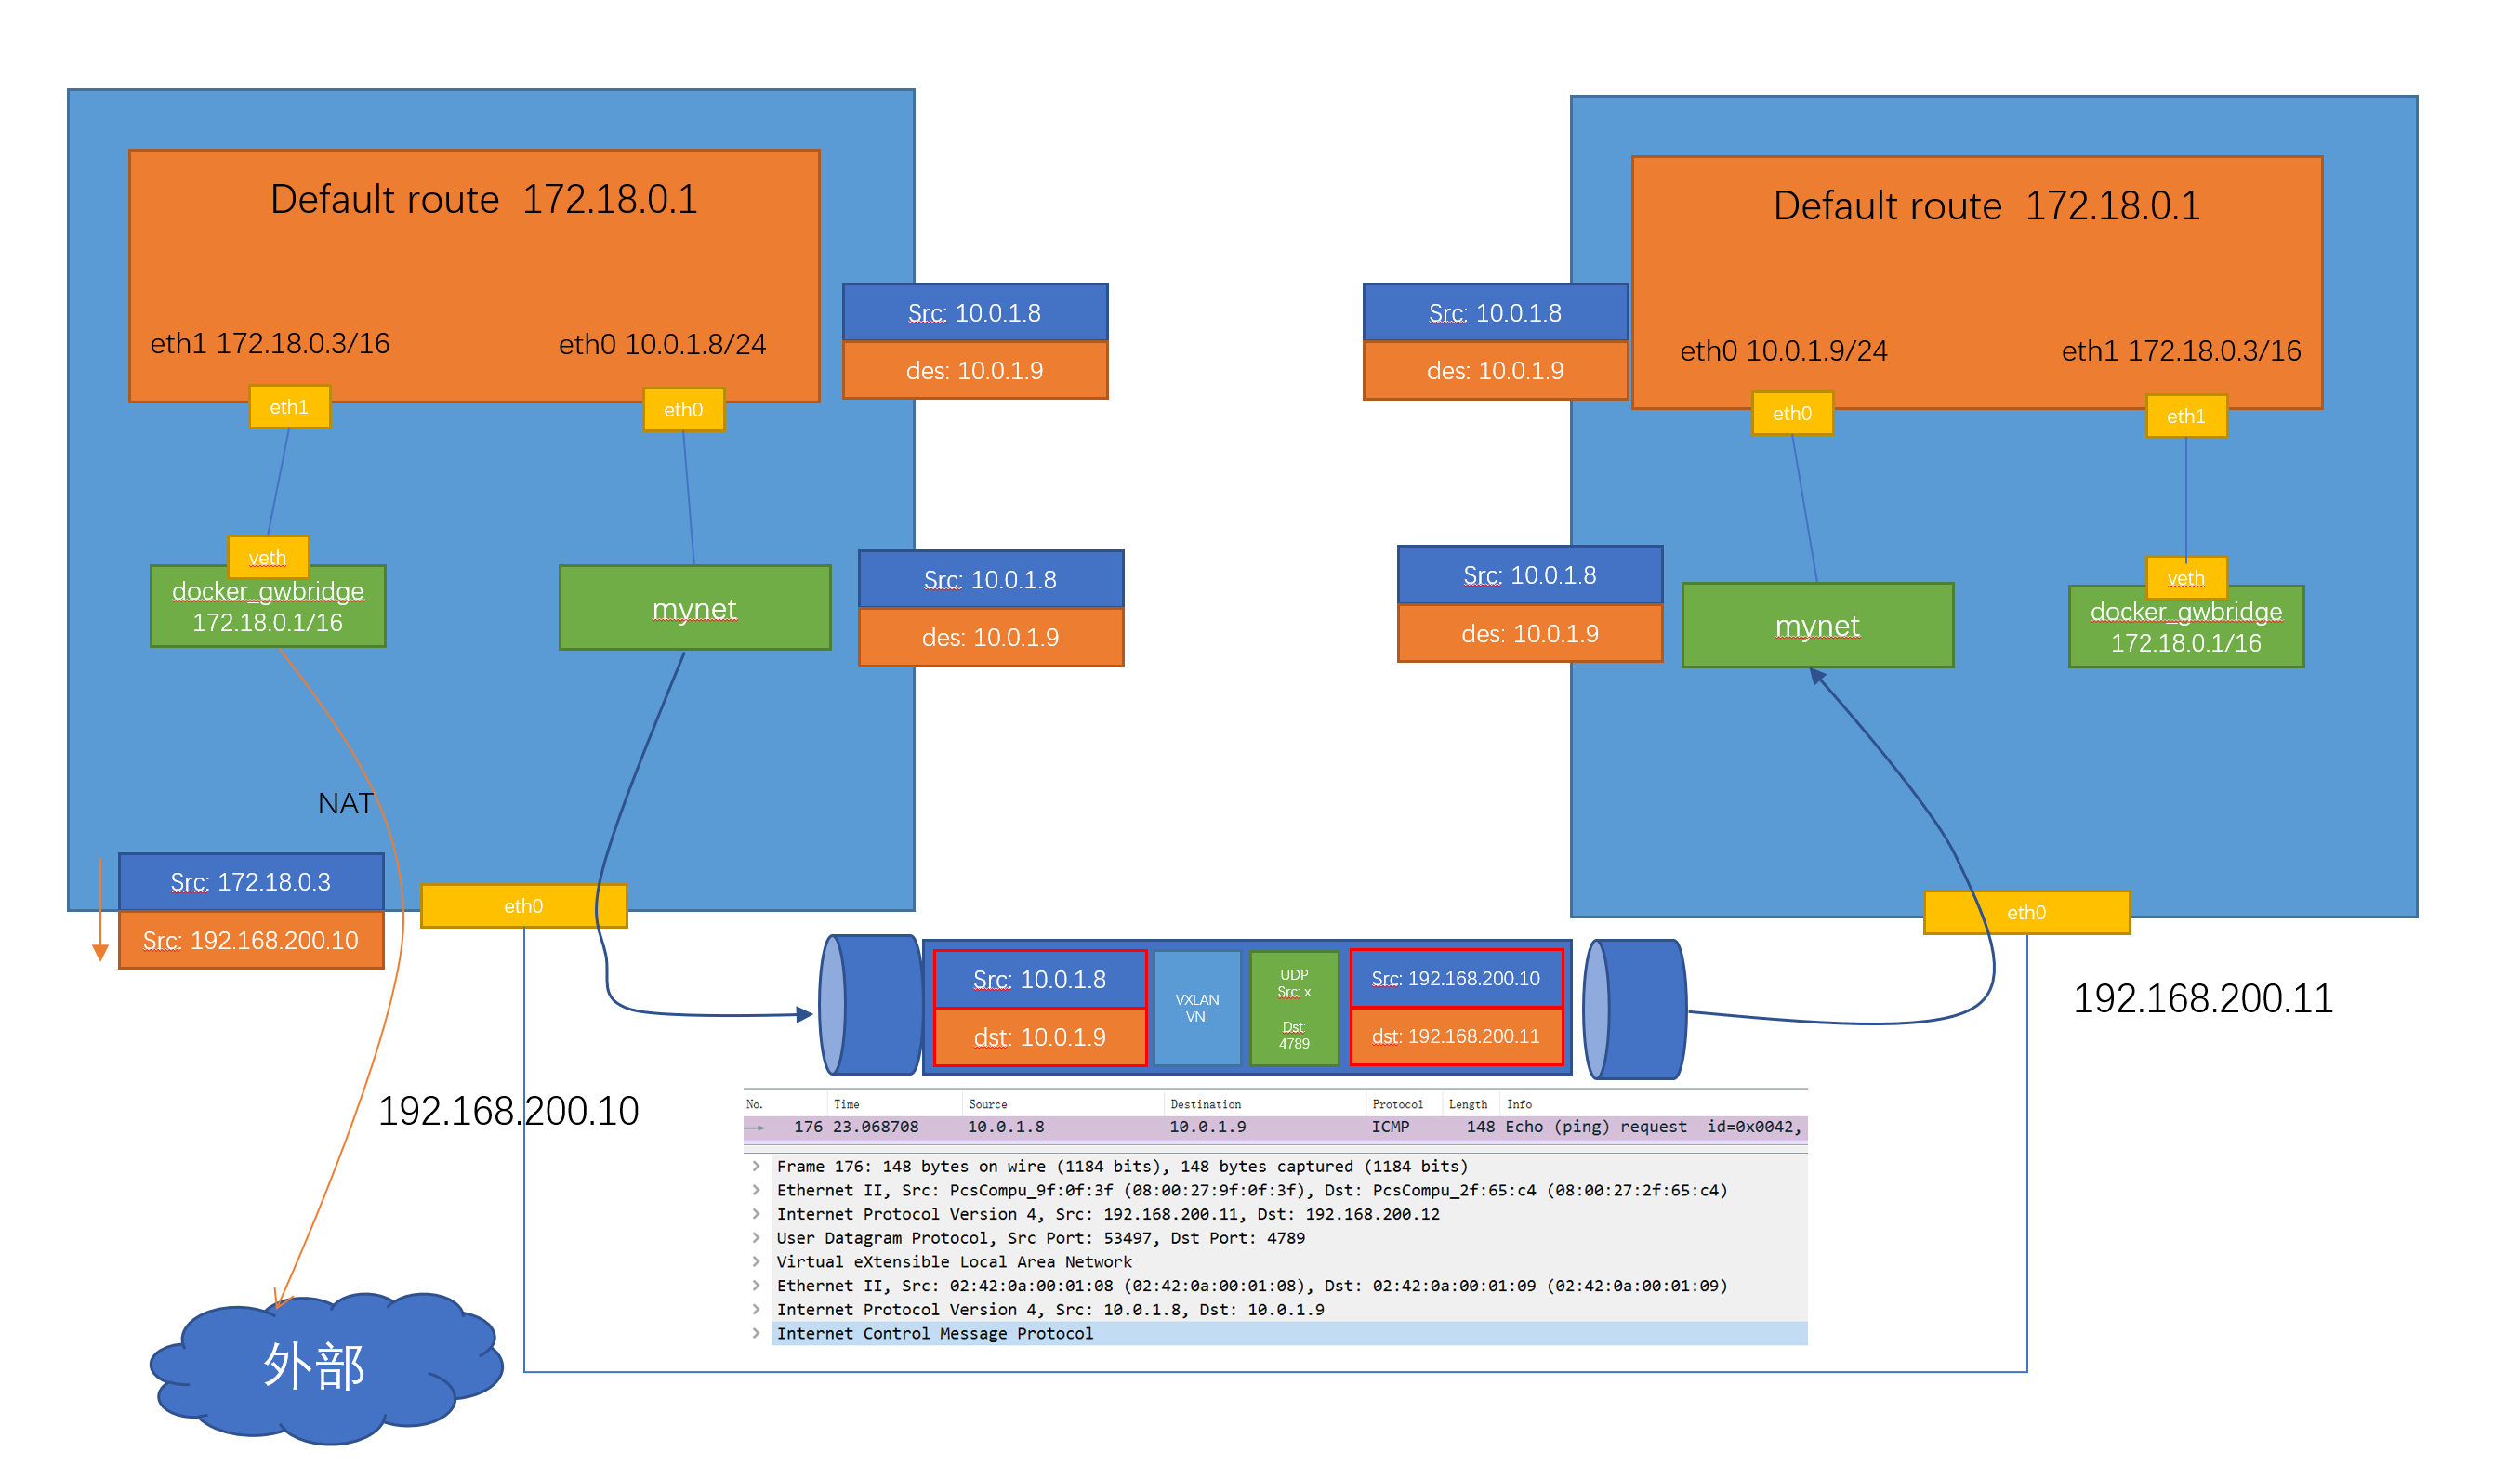 Default route 172.18.0.1
eth1 172.18.0.3/16
eth0 10.0.1.8/24
eth1
eth0
Src: 10.0.1.8
des: 10.0.1.9
veth
docker_gwbridge
172.18.0.1/16
mynet
Src: 10.0.1.8
des: 10.0.1.9
NAT
Src: 172.18.0.3
Src: 192.168.200.10
eth0
192.168.200.10
外部
Default route 172.18.0.1
Src: 10.0.1.8
des: 10.0.1.9
eth0 10.0.1.9/24
eth1 172.18.0.3/16
eth0
eth1
Src: 10.0.1.8
des: 10.0.1.9
mynet
veth
docker_gwbridge
172.18.0.1/16
eth0
192.168.200.11
Src: 10.0.1.8
dst: 10.0.1.9
VXLAN
VNI
UDP
Src: x
Dst:
4789
Src: 192.168.200.10
dst: 192.168.200.11
No. Time Source Destination Protocol Length Info
176 23.068708 10.0.1.8 10.0.1.9 ICMP 148 Echo (ping) request id=0x0042,
Frame 176: 148 bytes on wire (1184 bits), 148 bytes captured (1184 bits)
Ethernet II, Src: PcsCompu_9f:0f:3f (08:00:27:9f:0f:3f), Dst: PcsCompu_2f:65:c4 (08:00:27:2f:65:c4)
Internet Protocol Version 4, Src: 192.168.200.11, Dst: 192.168.200.12
User Datagram Protocol, Src Port: 53497, Dst Port: 4789
Virtual eXtensible Local Area Network
Ethernet II, Src: 02:42:0a:00:01:08 (02:42:0a:00:01:08), Dst: 02:42:0a:00:01:09 (02:42:0a:00:01:09)
Internet Protocol Version 4, Src: 10.0.1.8, Dst: 10.0.1.9
Internet Control Message Protocol